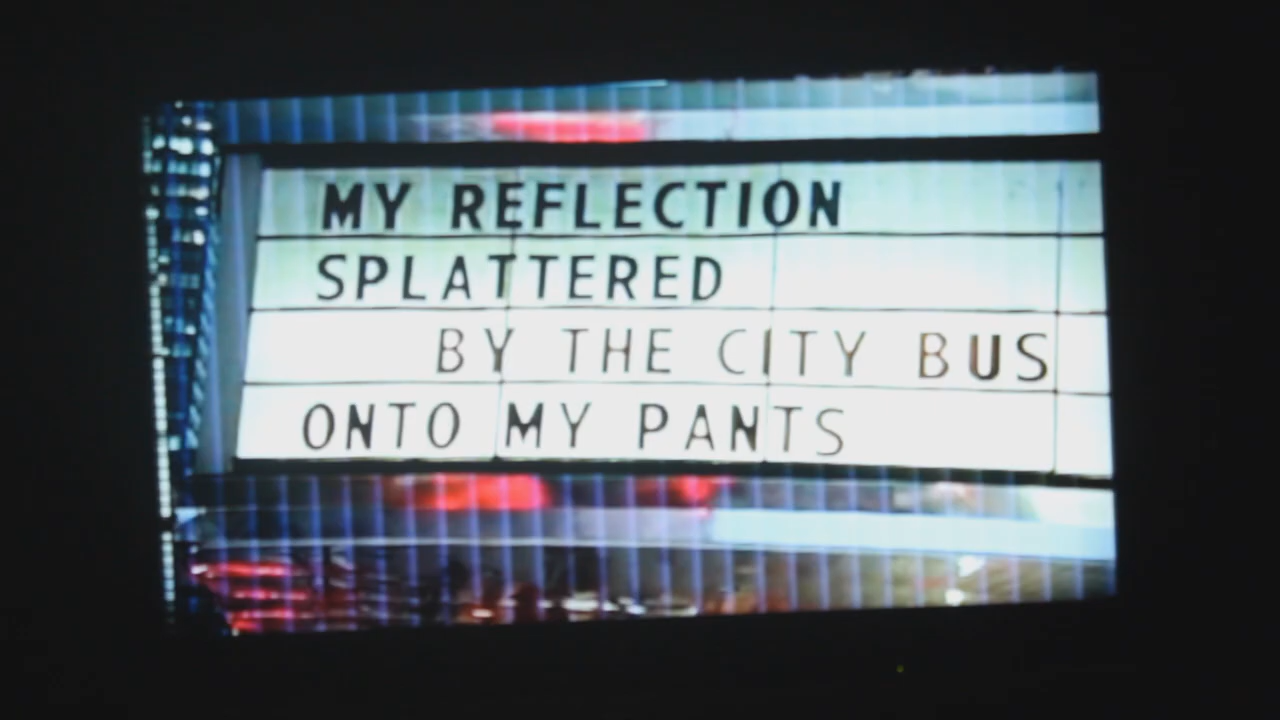 MY REFLECTION
SPLATTERED
BY THE CITY BUS
ONTO MY PANTS